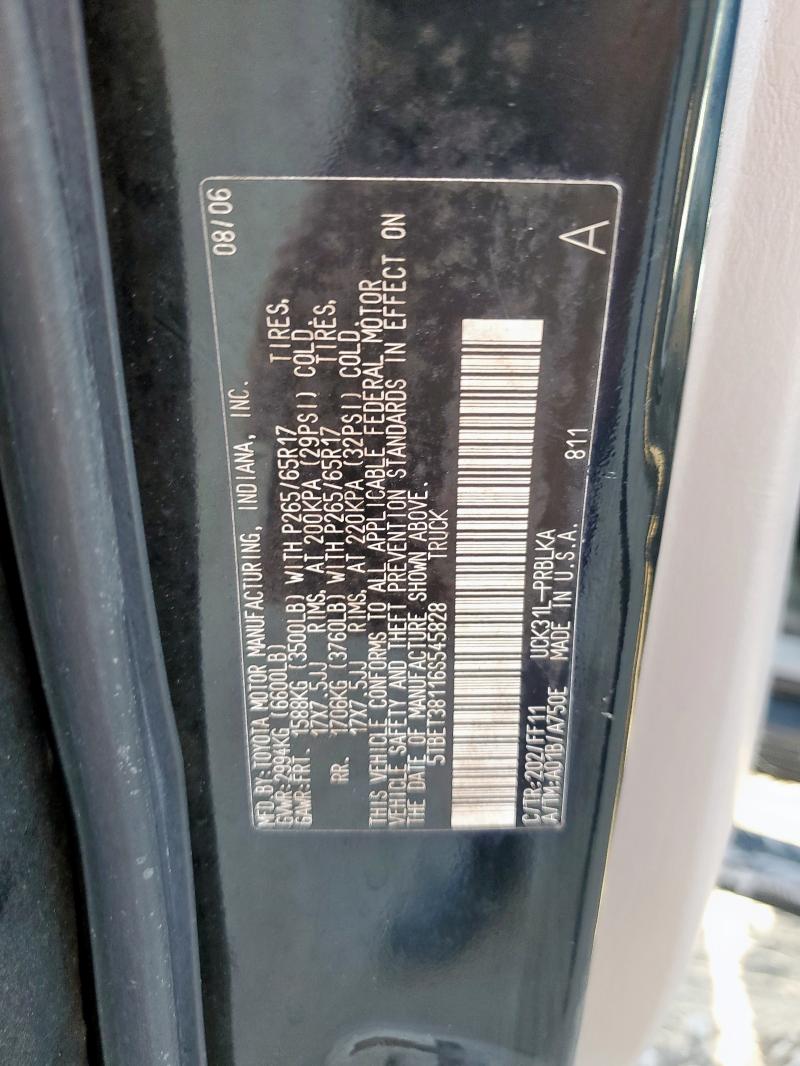 MFD.BY:TOYOTA MOTOR MANUFACTURING, INDIANA, INC. 08/06
GVWR:2994KG(6600LB)
GAWR:FRT. 1588KG(3500LB) WITH P265/65R17 TIRES,
17X7.5JJ RIMS, AT 200KPA(29PSI) COLD.
RR. 1706KG(3760LB) WITH P265/65R17 TIRES,
17X7.5JJ RIMS, AT 220KPA(32PSI) COLD.
THIS VEHICLE CONFORMS TO ALL APPLICABLE FEDERAL MOTOR
VEHICLE SAFETY AND THEFT PREVENTION STANDARDS IN EFFECT ON
THE DATE OF MANUFACTURE SHOWN ABOVE.
5TBET38116S545828 TRUCK
C/TR:202/FF11 UCK31L-PRBLKA
A/TM:A01B/A750E MADE IN U.S.A. 811 A